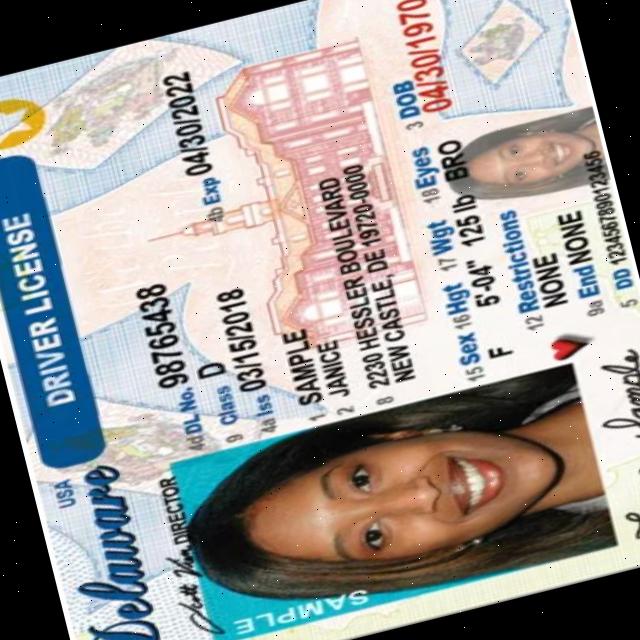 Delaware
USA
DRIVER LICENSE
DIRECTOR
4d DL.No. 98765438
9 Class D
4a Iss 03/15/2018
4b Exp 04/30/2022
1 SAMPLE
2 JANICE
8 2230 HESSLER BOULEVARD
NEW CASTLE, DE 19720-0000
3 DOB 04/30/1970
15 Sex 16 Hgt 17 Wgt 18 Eyes
F 5'-04" 125 lb BRO
12 Restrictions
NONE
NONE
9a End NONE
5 DD
Sample
SAMPLE